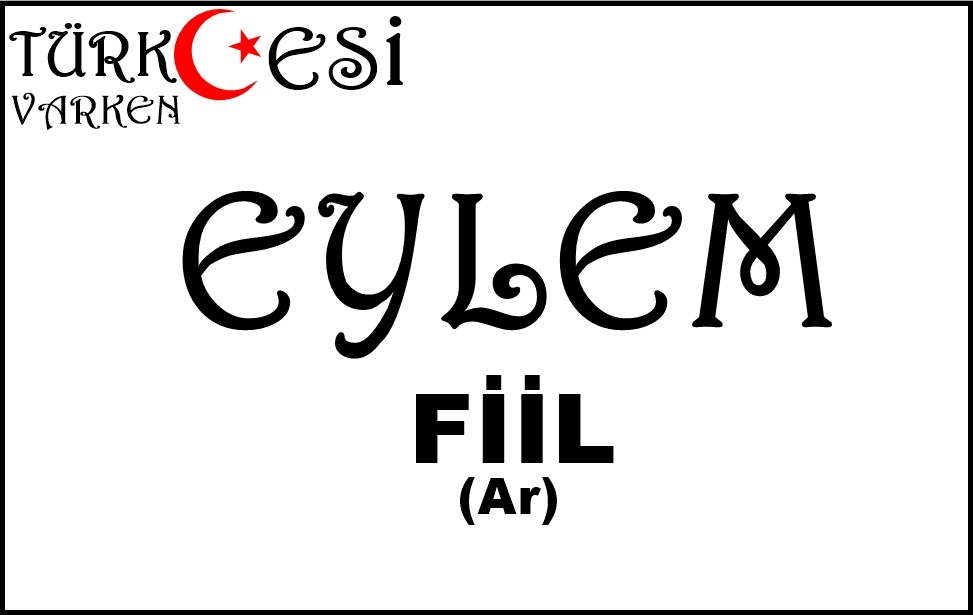 TÜRKÇESİ
VARKEN
EYLEM
FİİL
(Ar)